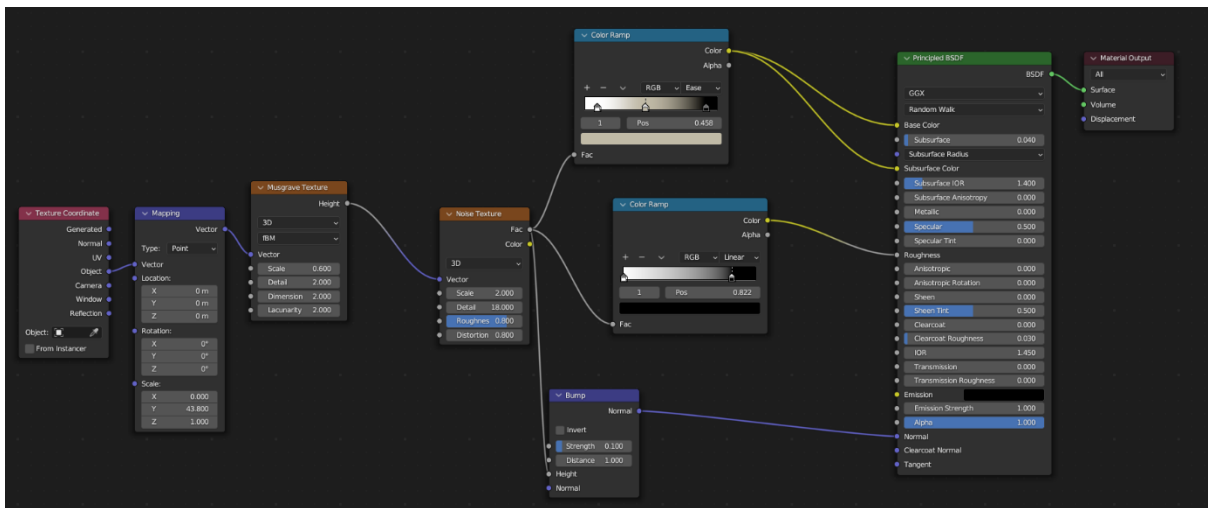 Texture Coordinate
Generated
Normal
UV
Object
Camera
Window
Reflection
Object:
From Instancer
Mapping
Vector
Type: Point
Vector
Location:
X 0 m
Y 0 m
Z 0 m
Rotation:
X 0°
Y 0°
Z 0°
Scale:
X 0.000
Y 43.800
Z 1.000
Musgrave Texture
Height
3D
fBM
Vector
Scale 0.600
Detail 2.000
Dimension 2.000
Lacunarity 2.000
Noise Texture
Fac
Color
3D
Vector
Scale 2.000
Detail 18.000
Roughnes 0.800
Distortion 0.800
Color Ramp
Color
Alpha
+ − RGB Ease
1 Pos 0.458
Fac
Color Ramp
Color
Alpha
+ − RGB Linear
1 Pos 0.822
Fac
Bump
Normal
Invert
Strength 0.100
Distance 1.000
Height
Normal
Principled BSDF
BSDF
GGX
Random Walk
Base Color
Subsurface 0.040
Subsurface Radius
Subsurface Color
Subsurface IOR 1.400
Subsurface Anisotropy 0.000
Metallic 0.000
Specular 0.500
Specular Tint 0.000
Roughness
Anisotropic 0.000
Anisotropic Rotation 0.000
Sheen 0.000
Sheen Tint 0.500
Clearcoat 0.000
Clearcoat Roughness 0.030
IOR 1.450
Transmission 0.000
Transmission Roughness 0.000
Emission
Emission Strength 1.000
Alpha 1.000
Normal
Clearcoat Normal
Tangent
Material Output
All
Surface
Volume
Displacement